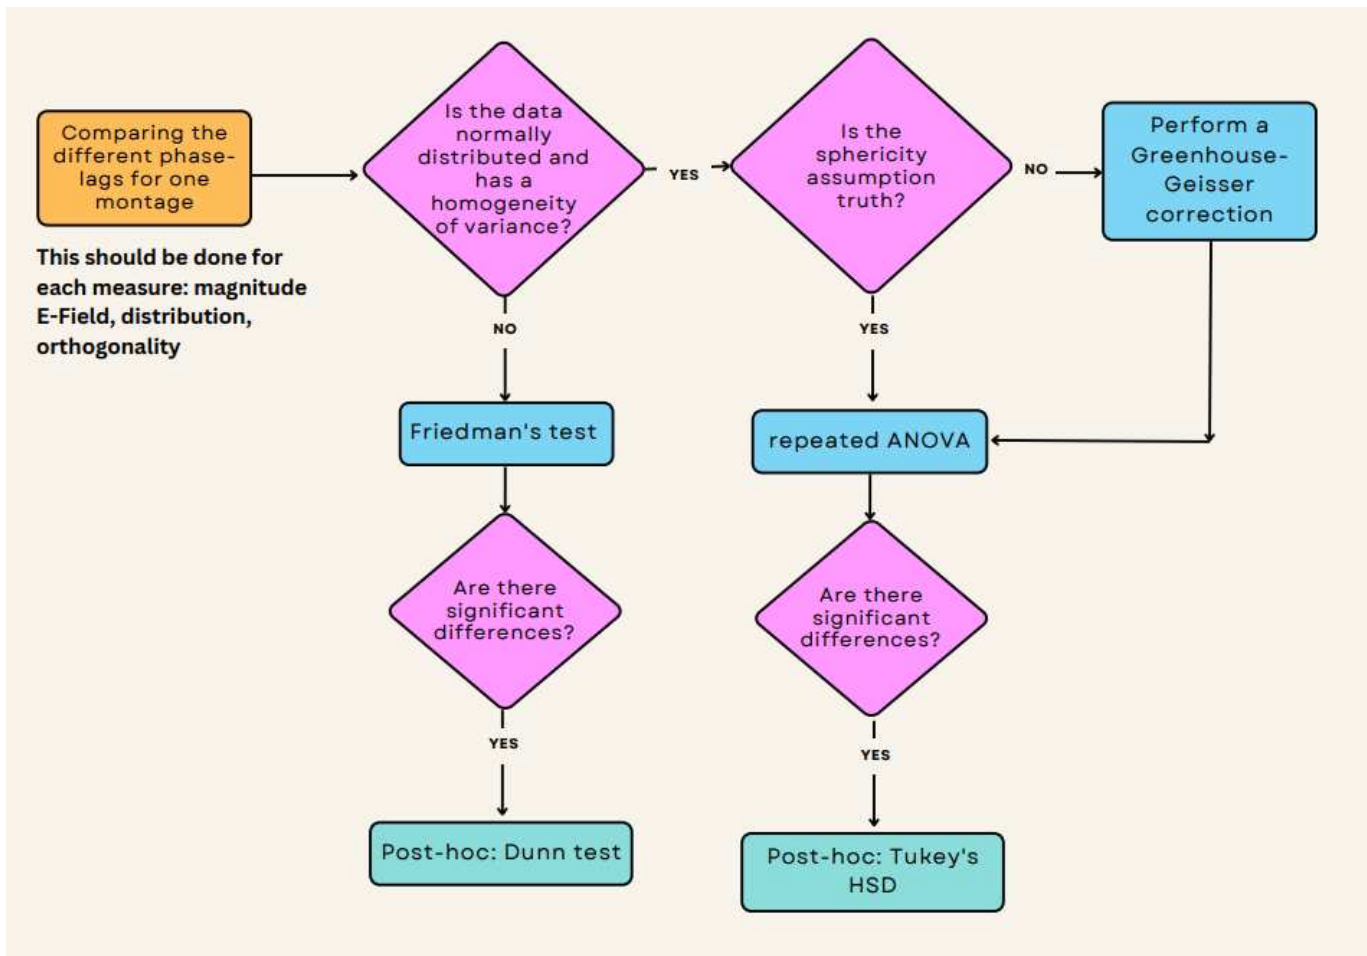 Comparing the
different phase-
lags for one
montage
This should be done for
each measure: magnitude
E-Field, distribution,
orthogonality
Is the data
normally
distributed and
has a
homogeneity
of variance?
YES
Is the
sphericity
assumption
truth?
NO
Perform a
Greenhouse-
Geisser
correction
NO
YES
Friedman's test
repeated ANOVA
Are there
significant
differences?
Are there
significant
differences?
YES
YES
Post-hoc: Dunn test
Post-hoc: Tukey's
HSD